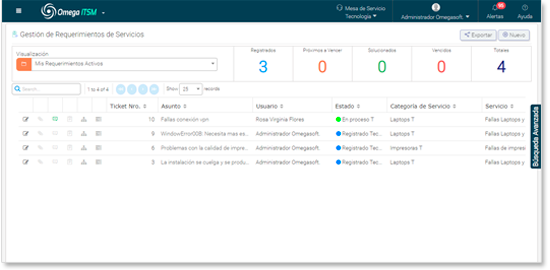 Omega ITSM
Mesa de Servicio
Tecnología
Administrador Omegasoft.
Alertas
Ayuda
Gestión de Requerimientos de Servicios
Exportar
Nuevo
Visualización
Mis Requerimientos Activos
Registrados
Próximos a Vencer
Solucionados
Vencidos
Totales
3 0 0 0 4
Search...
1 to 4 of 4
Show 25 records
Ticket Nro. Asunto Usuario Estado Categoría de Servicio Servicio
10 Fallas conexión vpn Rosa Virginia Flores En proceso T Laptops T Fallas Laptops y
9 WindowError00B: Necesita mas es... Administrador Omegasoft. Registrado Tec... Laptops T Fallas Laptops y
6 Problemas con la calidad de impre... Administrador Omegasoft. Registrado Tec... Impresoras T Fallas de impres
3 La instalación se cuelga y se produ... Administrador Omegasoft. Registrado Tec... Laptops T Fallas Laptops y
Búsqueda Avanzada